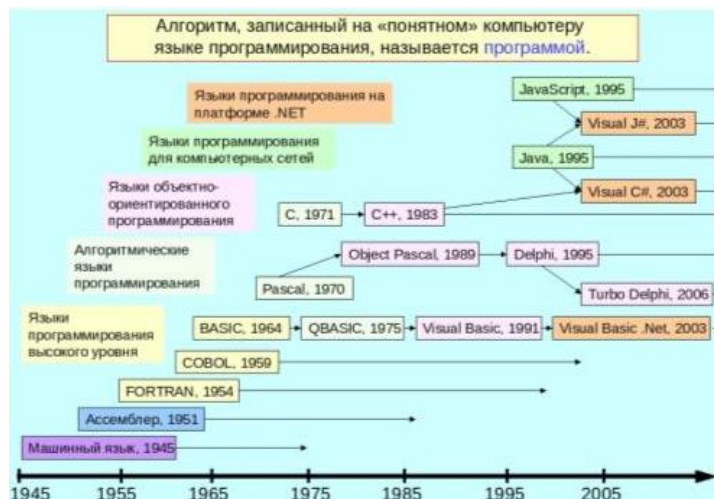 Алгоритм, записанный на «понятном» компьютеру
языке программирования, называется программой.
JavaScript, 1995
Языки программирования на
платформе .NET
Visual J#, 2003
Языки программирования
для компьютерных сетей
Java, 1995
Visual C#, 2003
Языки объектно-
ориентированного
программирования
C, 1971
C++, 1983
Алгоритмические
языки
программирования
Object Pascal, 1989
Delphi, 1995
Pascal, 1970
Turbo Delphi, 2006
Языки
программирования
высокого уровня
BASIC, 1964
QBASIC, 1975
Visual Basic, 1991
Visual Basic .Net, 2003
COBOL, 1959
FORTRAN, 1954
Ассемблер, 1951
Машинный язык, 1945
1945 1955 1965 1975 1985 1995 2005